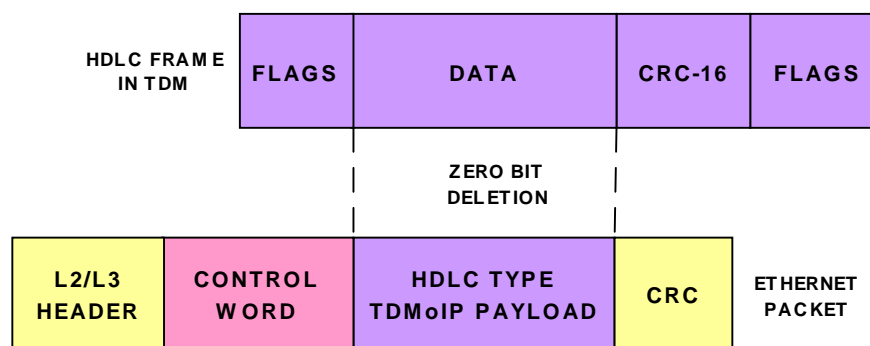 HDLC FRAME
IN TDM
FLAGS
DATA
CRC-16
FLAGS
ZERO BIT
DELETION
L2/L3
HEADER
CONTROL
WORD
HDLC TYPE
TDMoIP PAYLOAD
CRC
ETHERNET
PACKET